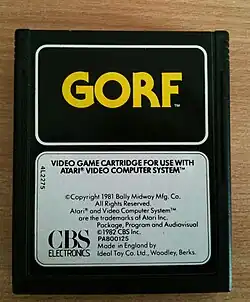 GORF™
VIDEO GAME CARTRIDGE FOR USE WITH
ATARI® VIDEO COMPUTER SYSTEM™
4L2275
©Copyright 1981 Bally Midway Mfg. Co.
All Rights Reserved.
Atari® and Video Computer System™
are the trademarks of Atari Inc.
Package, Program and Audiovisual
©1982 CBS Inc.
PA800125
Made in England by
Ideal Toy Co. Ltd., Woodley, Berks.
CBS
ELECTRONICS